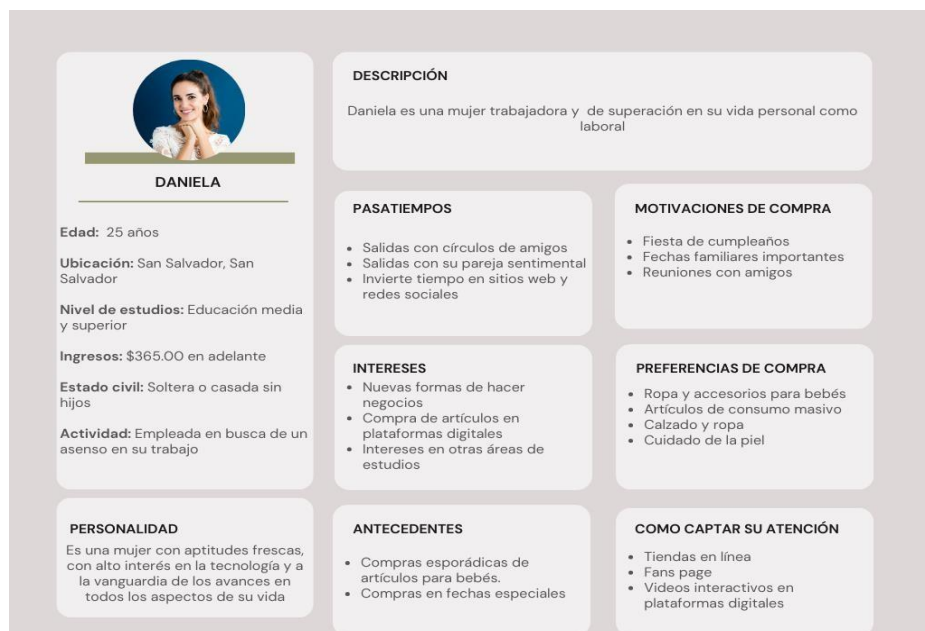 DANIELA
Edad: 25 años
Ubicación: San Salvador, San
Salvador
Nivel de estudios: Educación media
y superior
Ingresos: $365.00 en adelante
Estado civil: Soltera o casada sin
hijos
Actividad: Empleada en busca de un
asenso en su trabajo
PERSONALIDAD
Es una mujer con aptitudes frescas,
con alto interés en la tecnología y a
la vanguardia de los avances en
todos los aspectos de su vida
DESCRIPCIÓN
Daniela es una mujer trabajadora y de superación en su vida personal como
laboral
PASATIEMPOS
• Salidas con círculos de amigos
• Salidas con su pareja sentimental
• Invierte tiempo en sitios web y
redes sociales
MOTIVACIONES DE COMPRA
• Fiesta de cumpleaños
• Fechas familiares importantes
• Reuniones con amigos
INTERESES
• Nuevas formas de hacer
negocios
• Compra de artículos en
plataformas digitales
• Intereses en otras áreas de
estudios
PREFERENCIAS DE COMPRA
• Ropa y accesorios para bebés
• Artículos de consumo masivo
• Calzado y ropa
• Cuidado de la piel
ANTECEDENTES
• Compras esporádicas de
artículos para bebés.
• Compras en fechas especiales
COMO CAPTAR SU ATENCIÓN
• Tiendas en línea
• Fans page
• Videos interactivos en
plataformas digitales